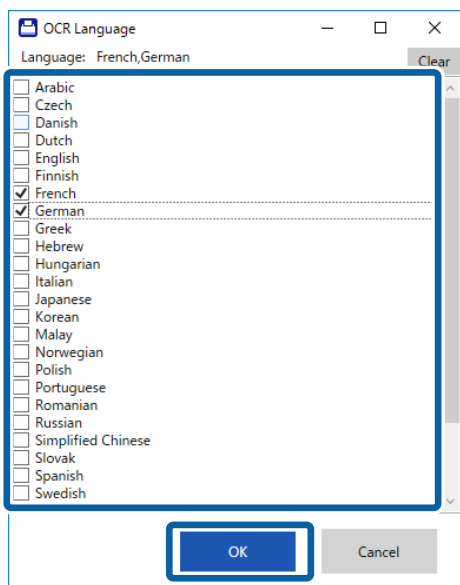 OCR Language
Language: French,German
Clear
Arabic
Czech
Danish
Dutch
English
Finnish
French
German
Greek
Hebrew
Hungarian
Italian
Japanese
Korean
Malay
Norwegian
Polish
Portuguese
Romanian
Russian
Simplified Chinese
Slovak
Spanish
Swedish
OK
Cancel